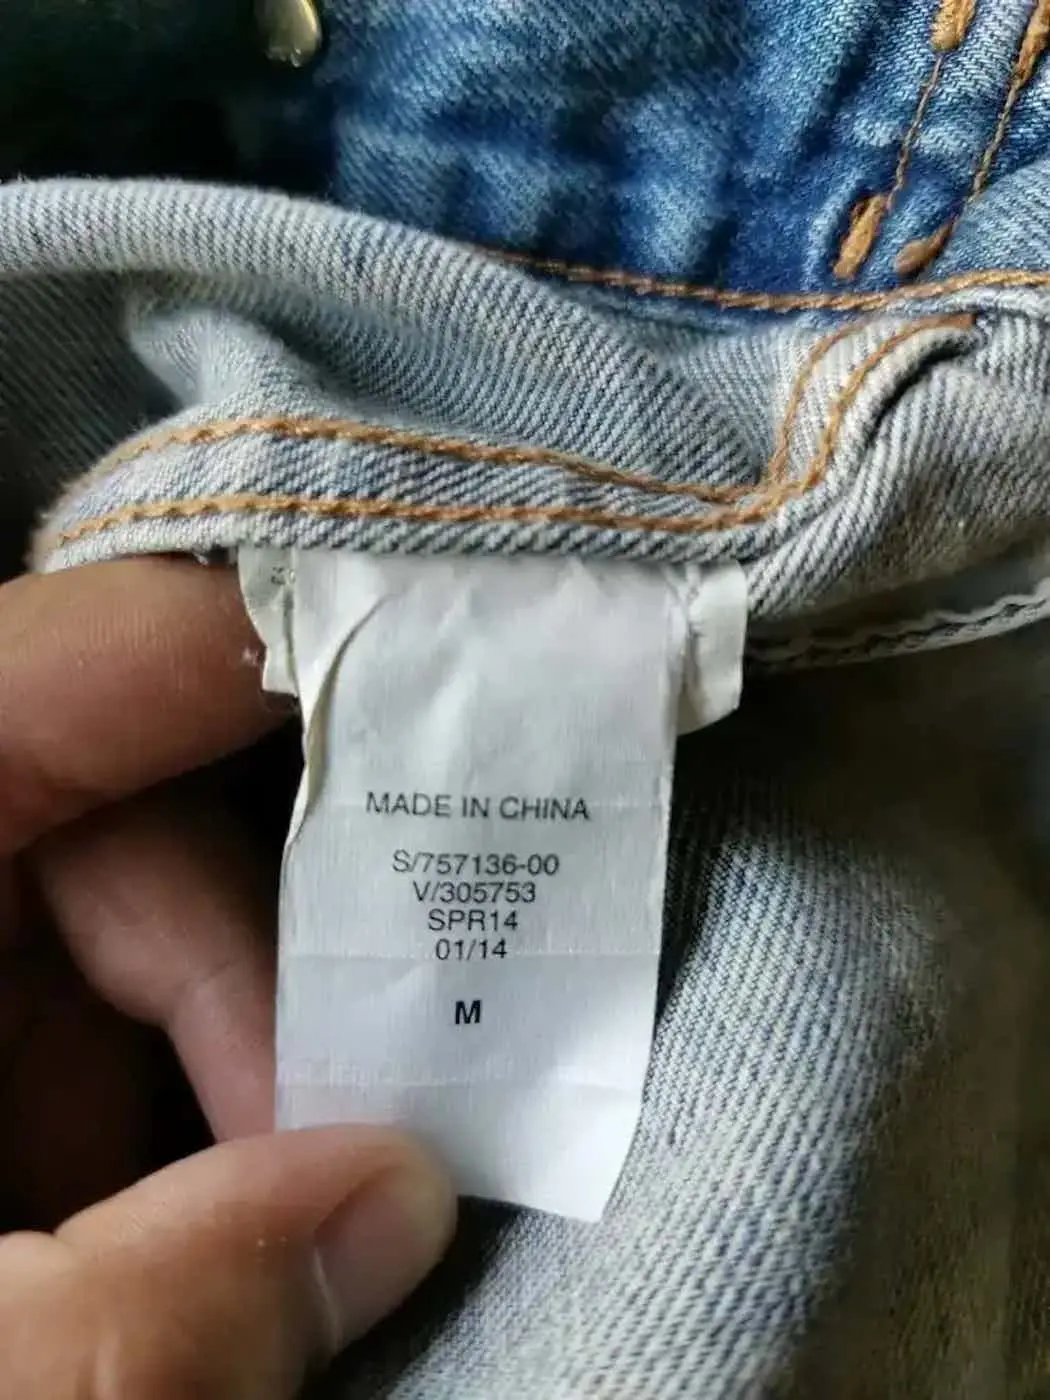 MADE IN CHINA
S/757136-00
V/305753
SPR14
01/14
M